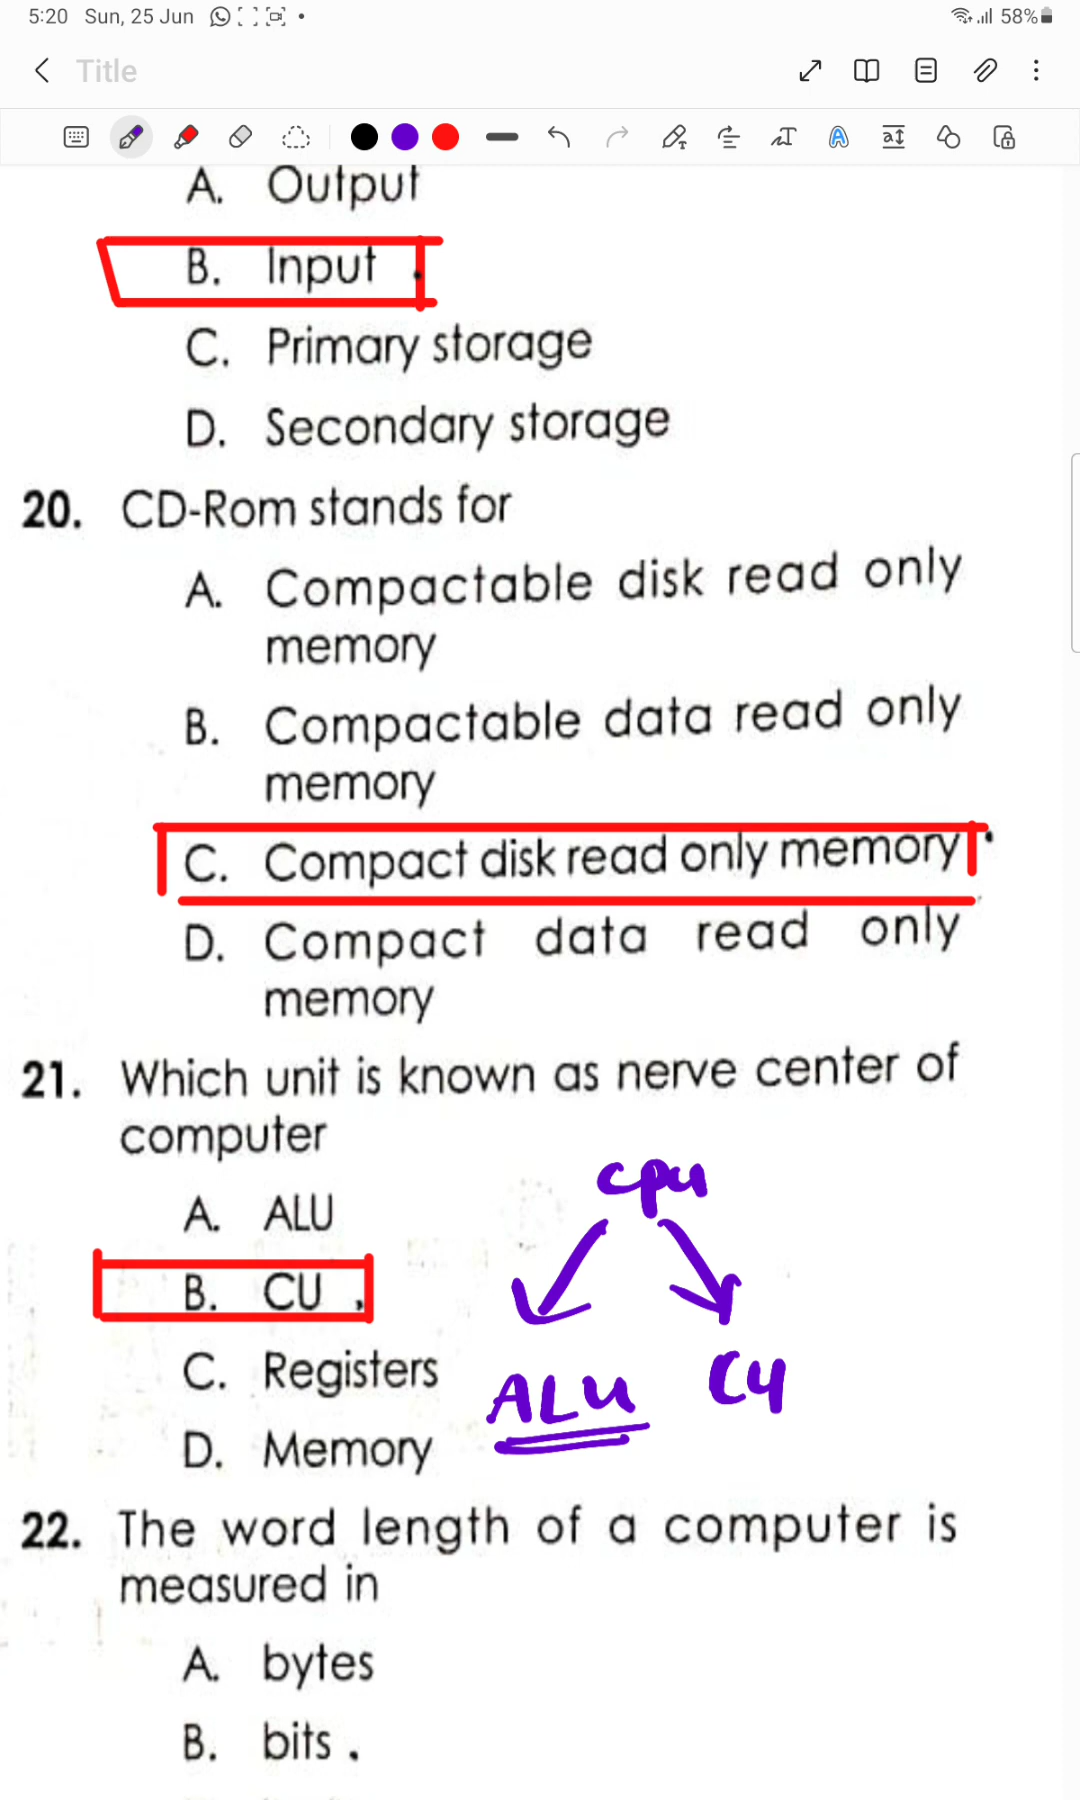 5:20 Sun, 25 Jun 58%
Title
A. Output
B. Input
C. Primary storage
D. Secondary storage
20. CD-Rom stands for
A. Compactable disk read only
memory
B. Compactable data read only
memory
C. Compact disk read only memory
D. Compact data read only
memory
21. Which unit is known as nerve center of
computer
cpu
A. ALU
B. CU
C. Registers
ALU CU
D. Memory
22. The word length of a computer is
measured in
A. bytes
B. bits .